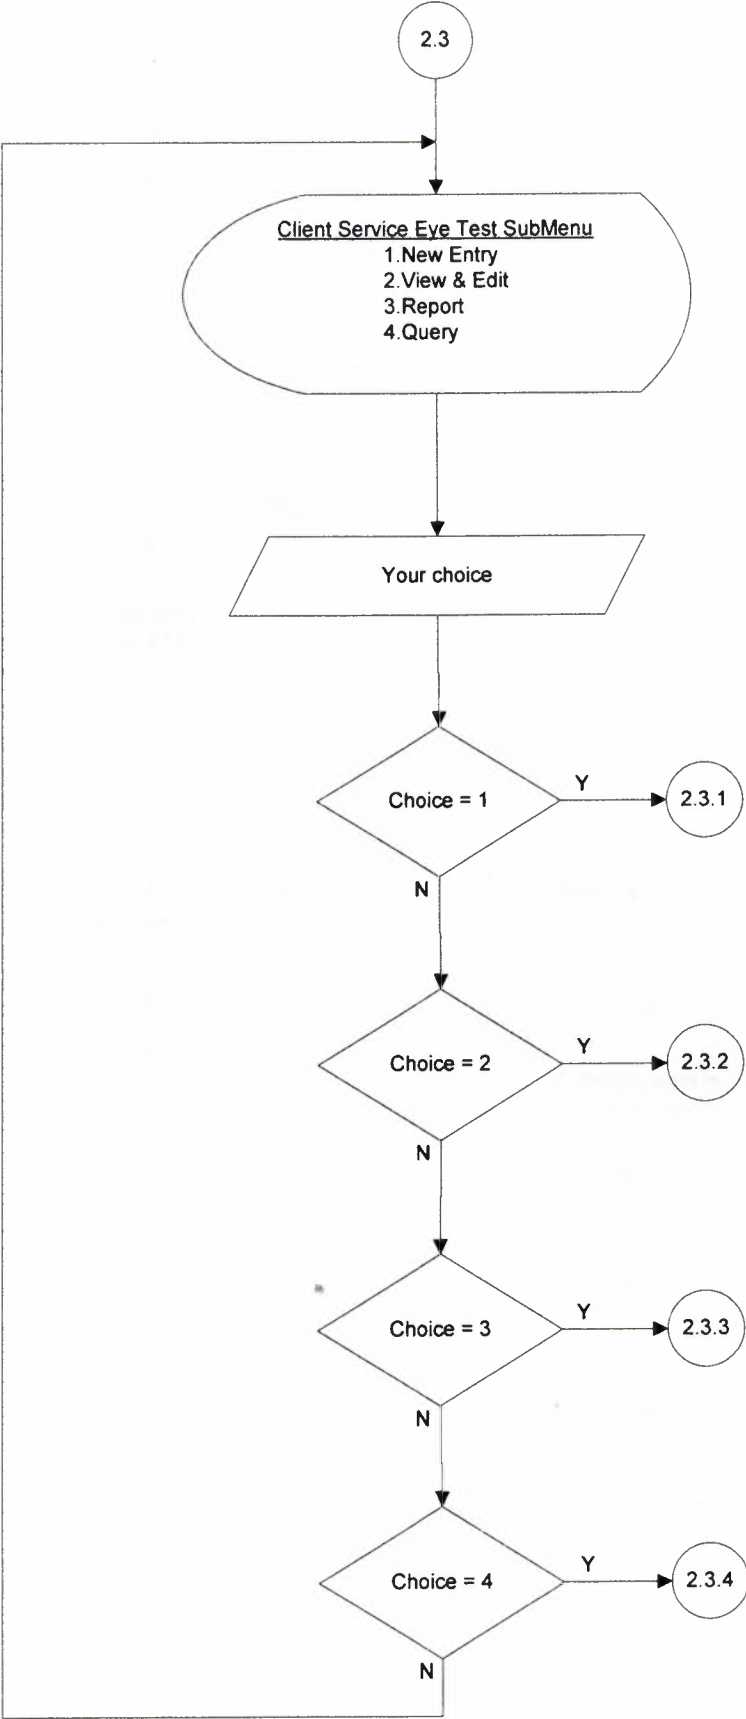 2.3
Client Service Eye Test SubMenu
1.New Entry
2.View & Edit
3.Report
4.Query
Your choice
Choice = 1
Y
2.3.1
N
Choice = 2
Y
2.3.2
N
Choice = 3
Y
2.3.3
N
Choice = 4
Y
2.3.4
N